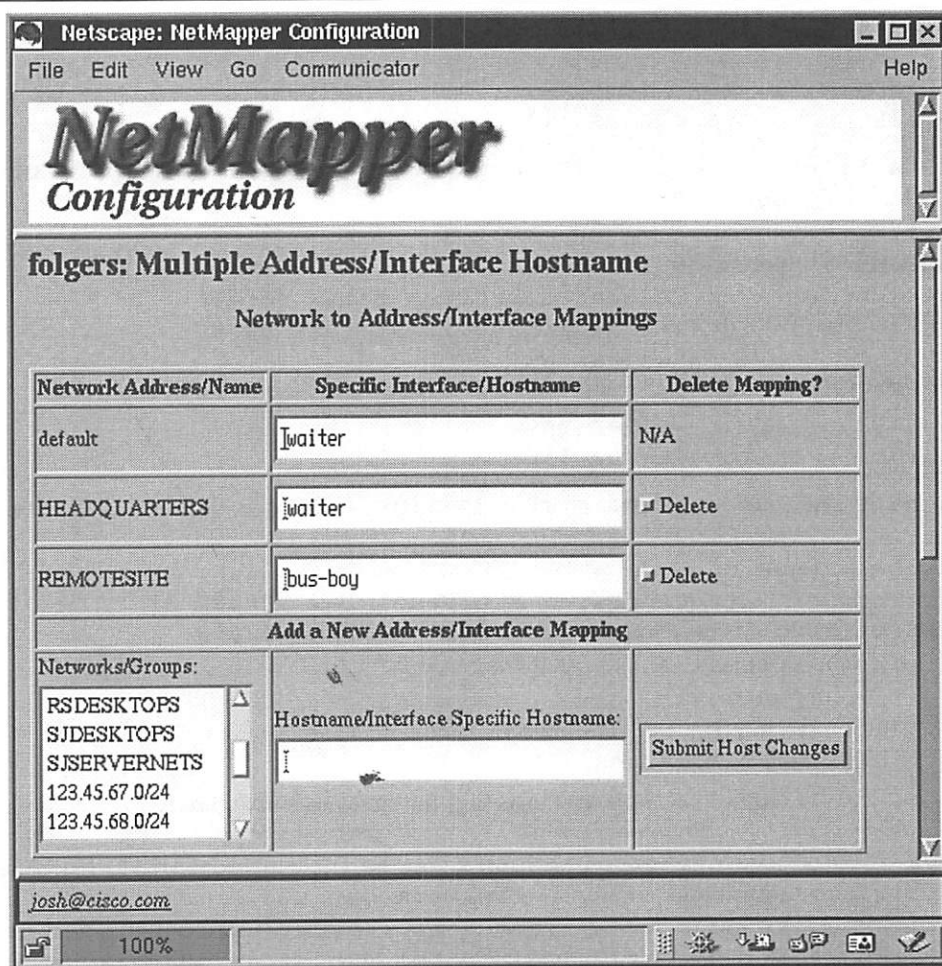 Netscape: NetMapper Configuration
File Edit View Go Communicator Help
NetMapper
Configuration
folgers: Multiple Address/Interface Hostname
Network to Address/Interface Mappings
Network Address/Name Specific Interface/Hostname Delete Mapping?
default waiter N/A
HEADQUARTERS waiter Delete
REMOTESITE bus-boy Delete
Add a New Address/Interface Mapping
Networks/Groups:
RSDESKTOPS
SJDESKTOPS
SJSERVERNETS
123.45.67.0/24
123.45.68.0/24
Hostname/Interface Specific Hostname:
Submit Host Changes
josh@cisco.com
100%